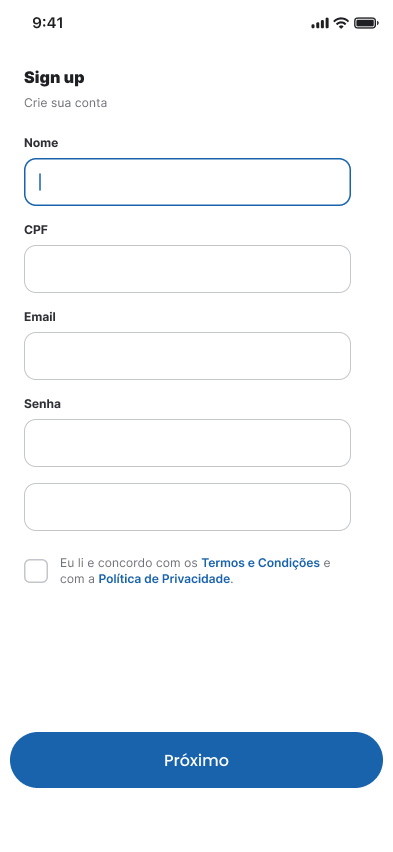 9:41
Sign up
Crie sua conta
Nome
CPF
Email
Senha
Eu li e concordo com os Termos e Condições e
com a Política de Privacidade.
Próximo